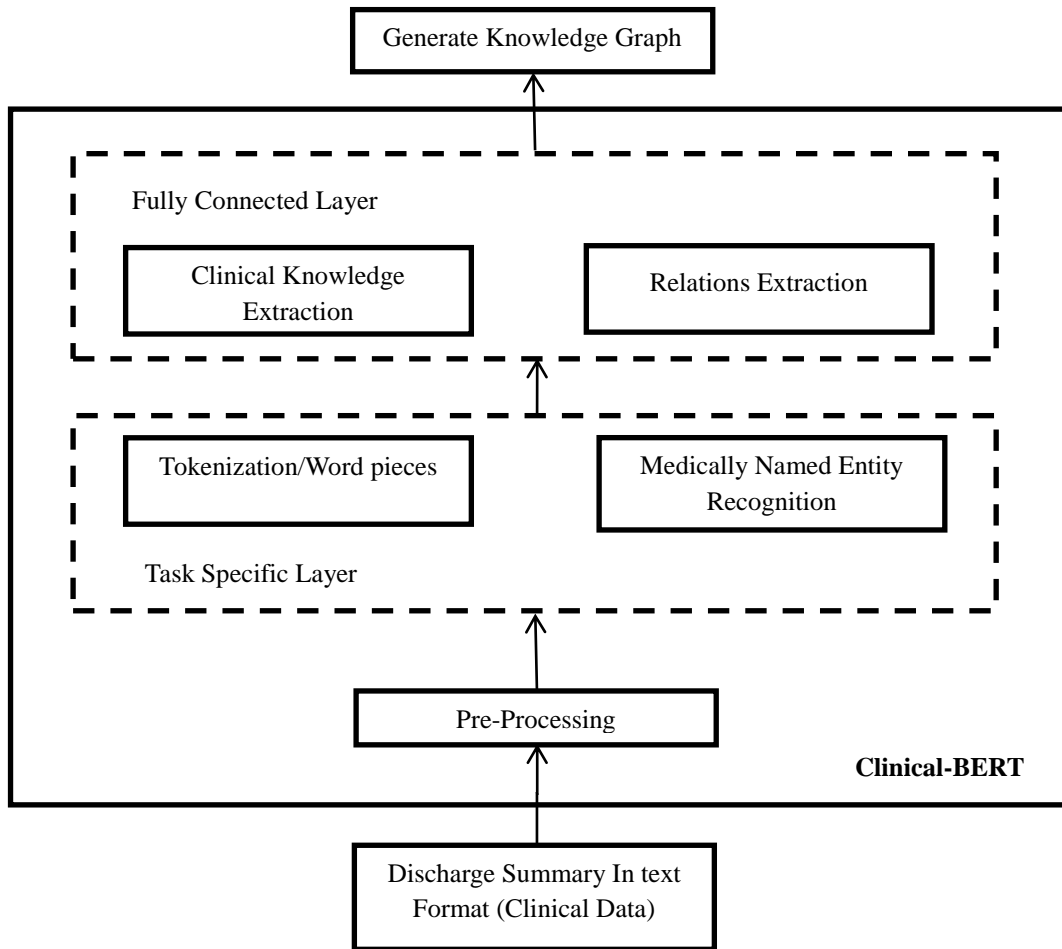 Generate Knowledge Graph
Fully Connected Layer
Clinical Knowledge
Extraction
Relations Extraction
Tokenization/Word pieces
Medically Named Entity
Recognition
Task Specific Layer
Pre-Processing
Clinical-BERT
Discharge Summary In text
Format (Clinical Data)